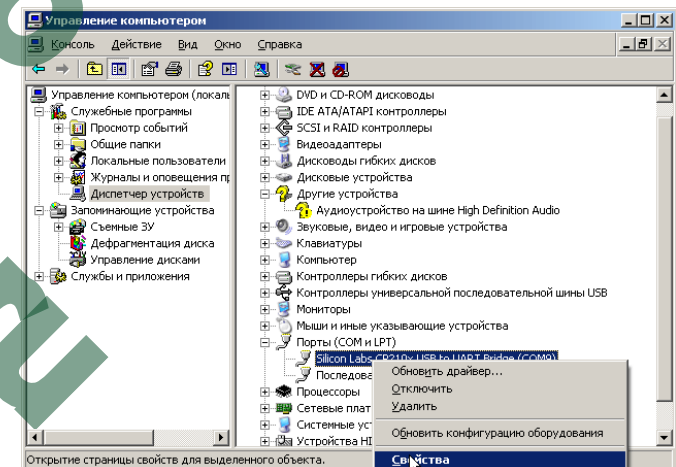 Управление компьютером
Консоль Действие Вид Окно Справка
Управление компьютером (локаль
Служебные программы
Просмотр событий
Общие папки
Локальные пользователи
Журналы и оповещения пр
Диспетчер устройств
Запоминающие устройства
Съемные ЗУ
Дефрагментация диска
Управление дисками
Службы и приложения
DVD и CD-ROM дисководы
IDE ATA/ATAPI контроллеры
SCSI и RAID контроллеры
Видеоадаптеры
Дисководы гибких дисков
Дисковые устройства
Другие устройства
Аудиоустройство на шине High Definition Audio
Звуковые, видео и игровые устройства
Клавиатуры
Компьютер
Контроллеры гибких дисков
Контроллеры универсальной последовательной шины USB
Мониторы
Мыши и иные указывающие устройства
Порты (COM и LPT)
Silicon Labs CP210x USB to UART Bridge (COM9)
Последова
Процессоры
Сетевые плат
Системные ус
Устройства HI
Обновить драйвер...
Отключить
Удалить
Обновить конфигурацию оборудования
Свойства
Открытие страницы свойств для выделенного объекта.